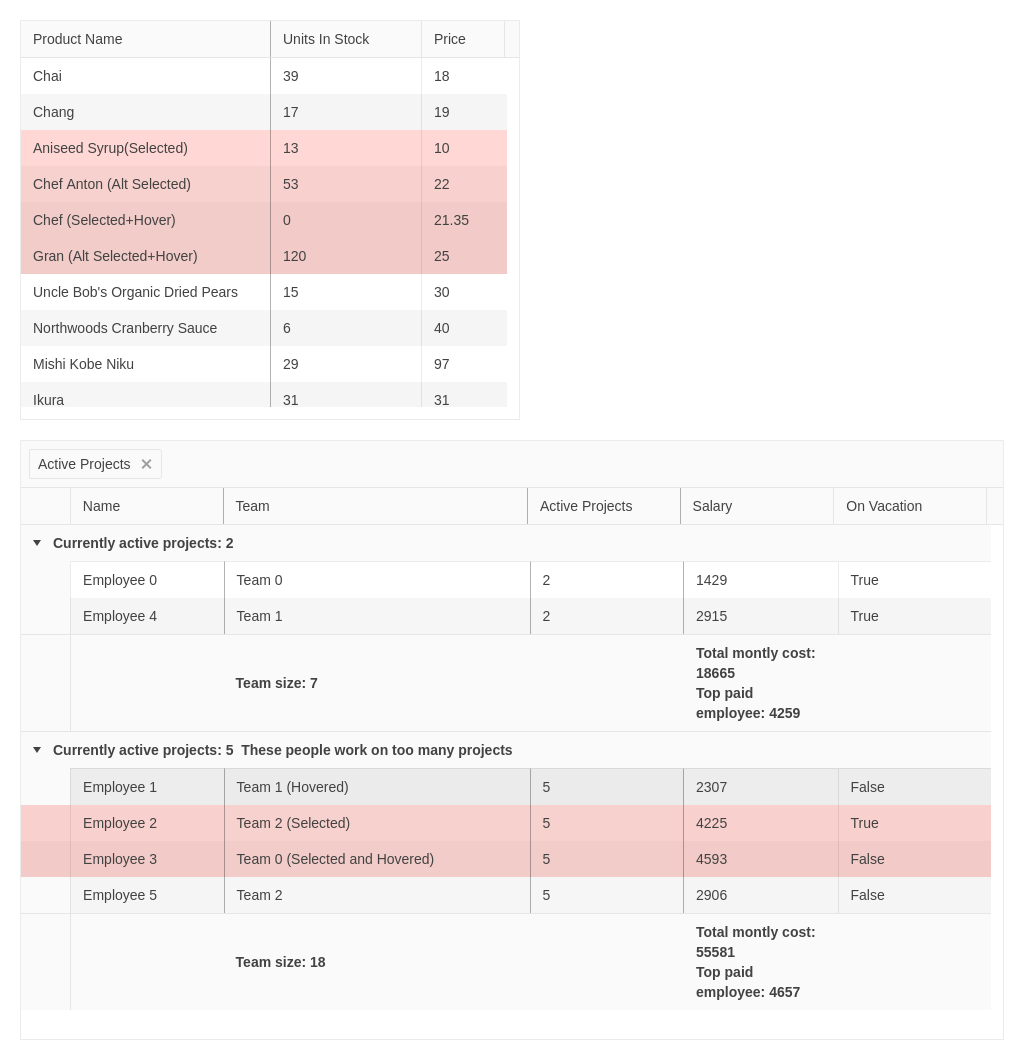 Product Name Units In Stock Price
Chai 39 18
Chang 17 19
Aniseed Syrup(Selected) 13 10
Chef Anton (Alt Selected) 53 22
Chef (Selected+Hover) 0 21.35
Gran (Alt Selected+Hover) 120 25
Uncle Bob's Organic Dried Pears 15 30
Northwoods Cranberry Sauce 6 40
Mishi Kobe Niku 29 97
Ikura 31 31
Active Projects
Name Team Active Projects Salary On Vacation
Currently active projects: 2
Employee 0 Team 0 2 1429 True
Employee 4 Team 1 2 2915 True
Team size: 7
Total montly cost:
18665
Top paid
employee: 4259
Currently active projects: 5 These people work on too many projects
Employee 1 Team 1 (Hovered) 5 2307 False
Employee 2 Team 2 (Selected) 5 4225 True
Employee 3 Team 0 (Selected and Hovered) 5 4593 False
Employee 5 Team 2 5 2906 False
Team size: 18
Total montly cost:
55581
Top paid
employee: 4657